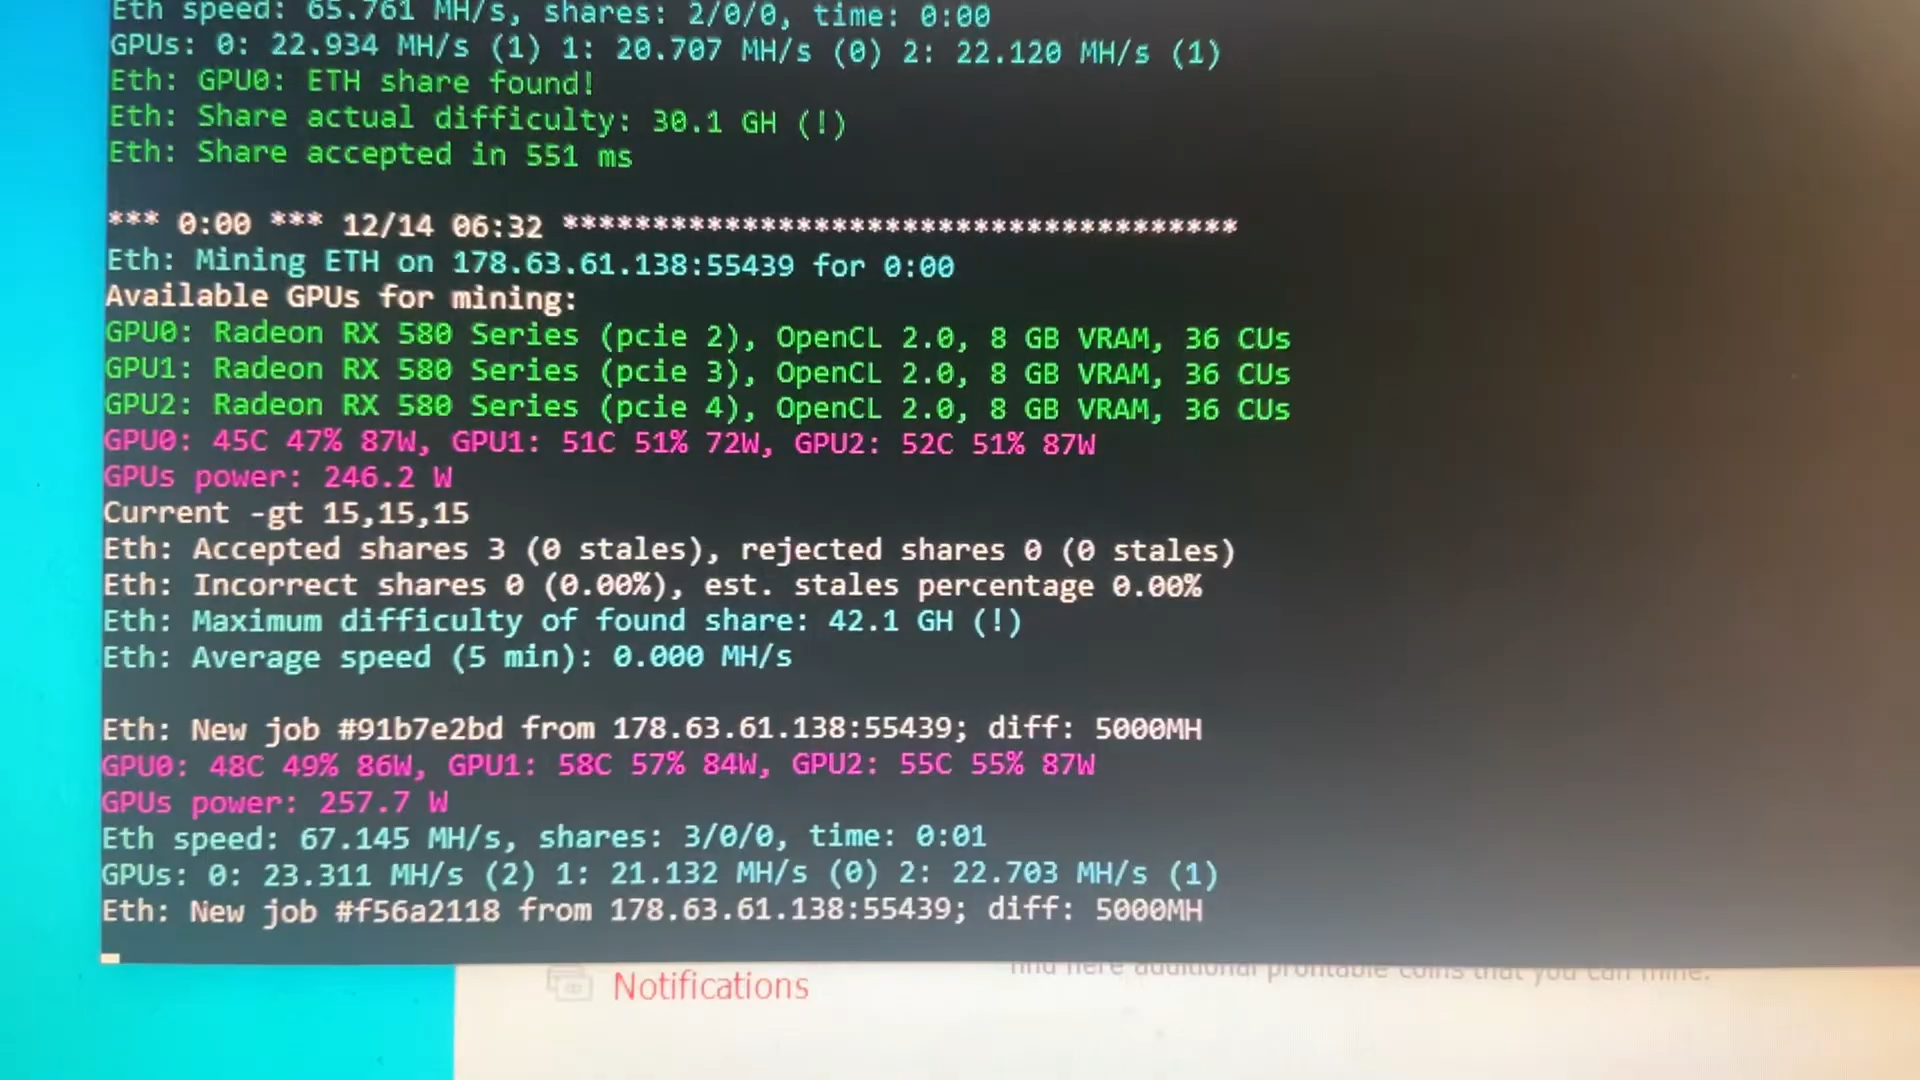 Eth speed: 65.761 MH/s, shares: 2/0/0, time: 0:00
GPUs: 0: 22.934 MH/s (1) 1: 20.707 MH/s (0) 2: 22.120 MH/s (1)
Eth: GPU0: ETH share found!
Eth: Share actual difficulty: 30.1 GH (!)
Eth: Share accepted in 551 ms
*** 0:00 *** 12/14 06:32 **************************************
Eth: Mining ETH on 178.63.61.138:55439 for 0:00
Available GPUs for mining:
GPU0: Radeon RX 580 Series (pcie 2), OpenCL 2.0, 8 GB VRAM, 36 CUs
GPU1: Radeon RX 580 Series (pcie 3), OpenCL 2.0, 8 GB VRAM, 36 CUs
GPU2: Radeon RX 580 Series (pcie 4), OpenCL 2.0, 8 GB VRAM, 36 CUs
GPU0: 45C 47% 87W, GPU1: 51C 51% 72W, GPU2: 52C 51% 87W
GPUs power: 246.2 W
Current -gt 15,15,15
Eth: Accepted shares 3 (0 stales), rejected shares 0 (0 stales)
Eth: Incorrect shares 0 (0.00%), est. stales percentage 0.00%
Eth: Maximum difficulty of found share: 42.1 GH (!)
Eth: Average speed (5 min): 0.000 MH/s
Eth: New job #91b7e2bd from 178.63.61.138:55439; diff: 5000MH
GPU0: 48C 49% 86W, GPU1: 58C 57% 84W, GPU2: 55C 55% 87W
GPUs power: 257.7 W
Eth speed: 67.145 MH/s, shares: 3/0/0, time: 0:01
GPUs: 0: 23.311 MH/s (2) 1: 21.132 MH/s (0) 2: 22.703 MH/s (1)
Eth: New job #f56a2118 from 178.63.61.138:55439; diff: 5000MH
find here additional profitable coins that you can mine.
Notifications